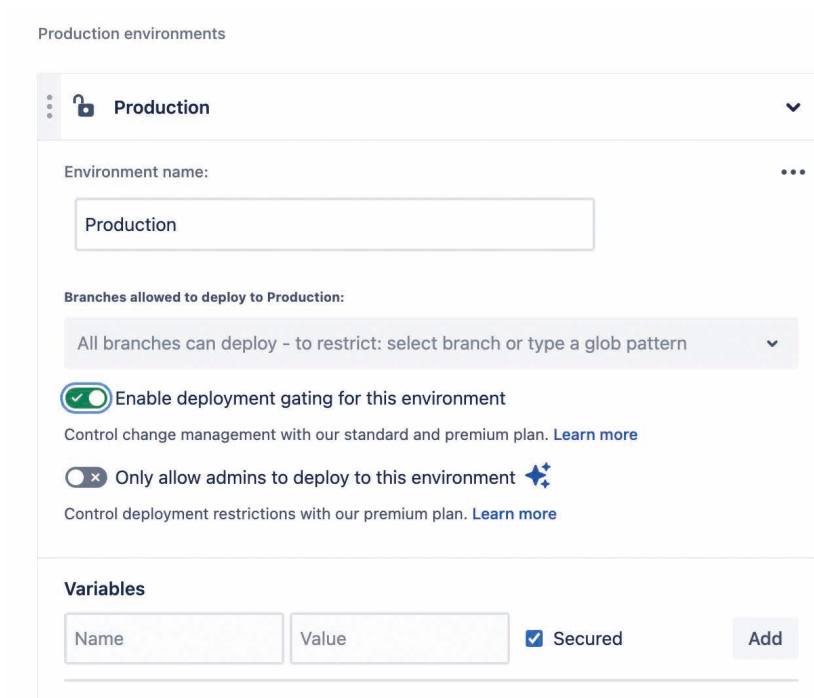 Production environments
Production
Environment name:
Production
Branches allowed to deploy to Production:
All branches can deploy - to restrict: select branch or type a glob pattern
Enable deployment gating for this environment
Control change management with our standard and premium plan. Learn more
Only allow admins to deploy to this environment
Control deployment restrictions with our premium plan. Learn more
Variables
Name Value Secured Add